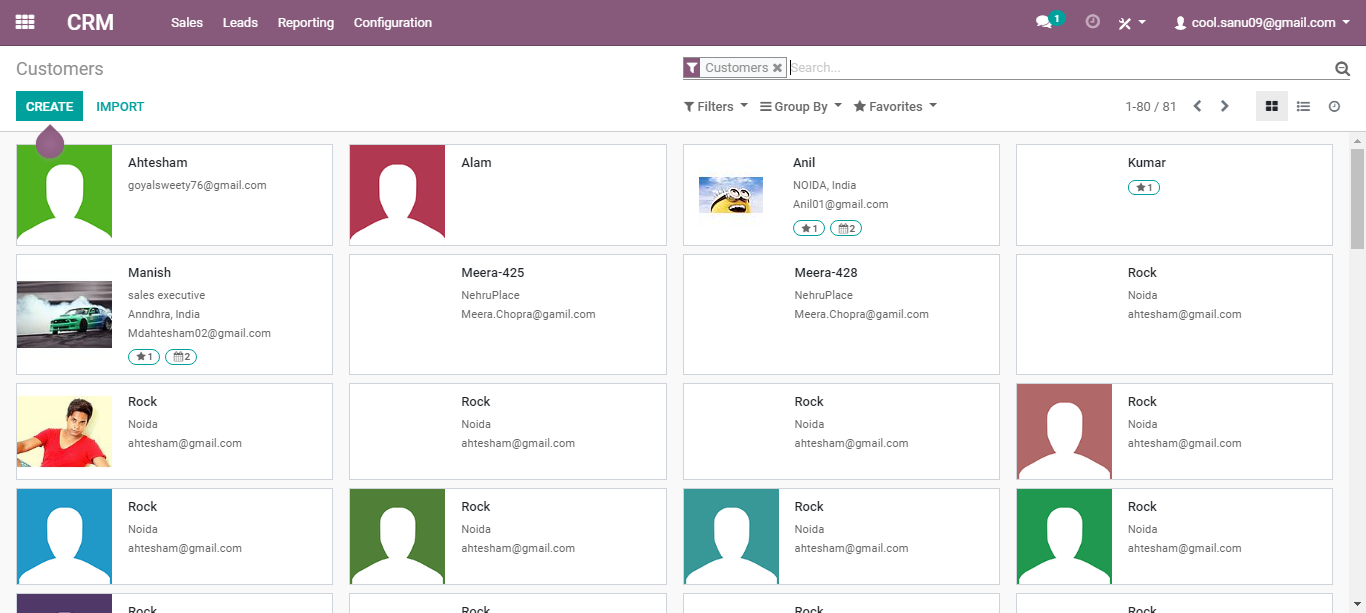 CRM Sales Leads Reporting Configuration 1 cool.sanu09@gmail.com
Customers
Customers Search...
CREATE IMPORT
Filters Group By Favorites 1-80 / 81
Ahtesham
goyalsweety76@gmail.com
Alam
Anil
NOIDA, India
Anil01@gmail.com
1 2
Kumar
1
Manish
sales executive
Anndhra, India
Mdahtesham02@gmail.com
1 2
Meera-425
NehruPlace
Meera.Chopra@gamil.com
Meera-428
NehruPlace
Meera.Chopra@gamil.com
Rock
Noida
ahtesham@gmail.com
Rock
Noida
ahtesham@gmail.com
Rock
Noida
ahtesham@gmail.com
Rock
Noida
ahtesham@gmail.com
Rock
Noida
ahtesham@gmail.com
Rock
Noida
ahtesham@gmail.com
Rock
Noida
ahtesham@gmail.com
Rock
Noida
ahtesham@gmail.com
Rock
Noida
ahtesham@gmail.com
Rock
Rock
Rock
Rock